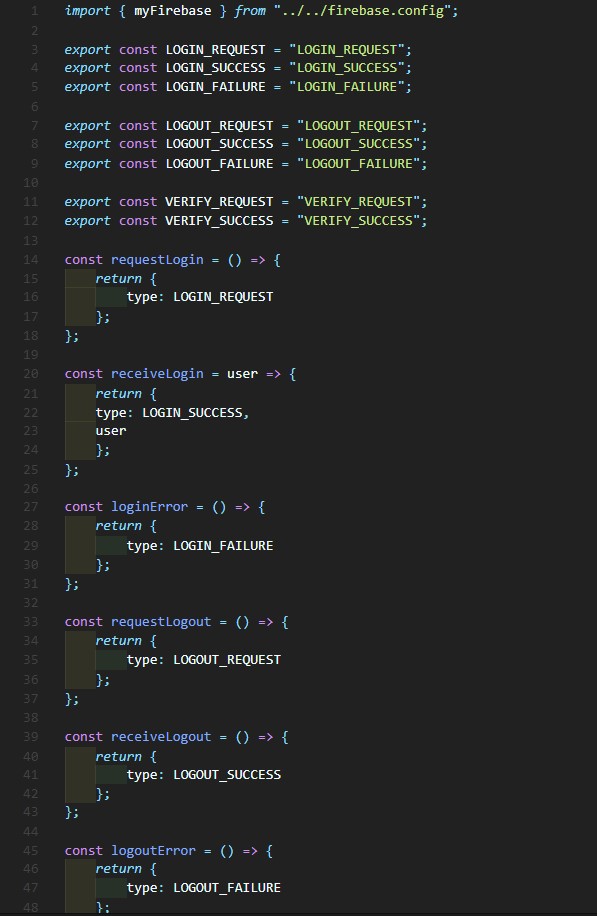 1 import { myFirebase } from "../../firebase.config";
2
3 export const LOGIN_REQUEST = "LOGIN_REQUEST";
4 export const LOGIN_SUCCESS = "LOGIN_SUCCESS";
5 export const LOGIN_FAILURE = "LOGIN_FAILURE";
6
7 export const LOGOUT_REQUEST = "LOGOUT_REQUEST";
8 export const LOGOUT_SUCCESS = "LOGOUT_SUCCESS";
9 export const LOGOUT_FAILURE = "LOGOUT_FAILURE";
10
11 export const VERIFY_REQUEST = "VERIFY_REQUEST";
12 export const VERIFY_SUCCESS = "VERIFY_SUCCESS";
13
14 const requestLogin = () => {
15     return {
16         type: LOGIN_REQUEST
17     };
18 };
19
20 const receiveLogin = user => {
21     return {
22     type: LOGIN_SUCCESS,
23     user
24     };
25 };
26
27 const loginError = () => {
28     return {
29         type: LOGIN_FAILURE
30     };
31 };
32
33 const requestLogout = () => {
34     return {
35         type: LOGOUT_REQUEST
36     };
37 };
38
39 const receiveLogout = () => {
40     return {
41         type: LOGOUT_SUCCESS
42     };
43 };
44
45 const logoutError = () => {
46     return {
47         type: LOGOUT_FAILURE
48     };